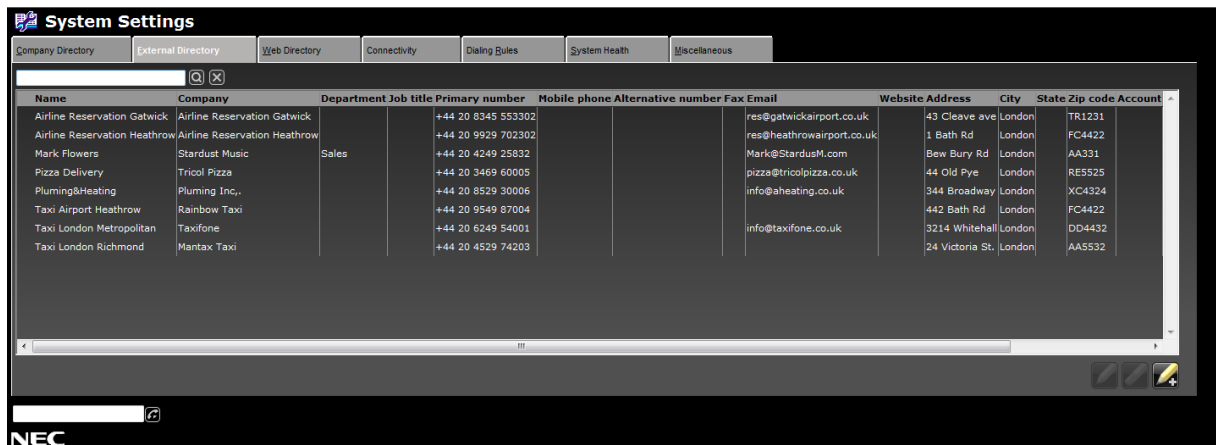 System Settings
Company Directory External Directory Web Directory Connectivity Dialing Rules System Health Miscellaneous
Name Company Department Job title Primary number Mobile phone Alternative number Fax Email Website Address City State Zip code Account
Airline Reservation Gatwick Airline Reservation Gatwick +44 20 8345 553302 res@gatwickairport.co.uk 43 Cleave ave London TR1231
Airline Reservation Heathrow Airline Reservation Heathrow +44 20 9929 702302 res@heathrowairport.co.uk 1 Bath Rd London FC4422
Mark Flowers Stardust Music Sales +44 20 4249 25832 Mark@StardusM.com Bew Bury Rd London AA331
Pizza Delivery Tricol Pizza +44 20 3469 60005 pizza@tricolpizza.co.uk 44 Old Pye London RE5525
Pluming&Heating Pluming Inc,. +44 20 8529 30006 info@aheating.co.uk 344 Broadway London XC4324
Taxi Airport Heathrow Rainbow Taxi +44 20 9549 87004 442 Bath Rd London FC4422
Taxi London Metropolitan Taxifone +44 20 6249 54001 info@taxifone.co.uk 3214 Whitehall London DD4432
Taxi London Richmond Mantax Taxi +44 20 4529 74203 24 Victoria St. London AA5532
NEC